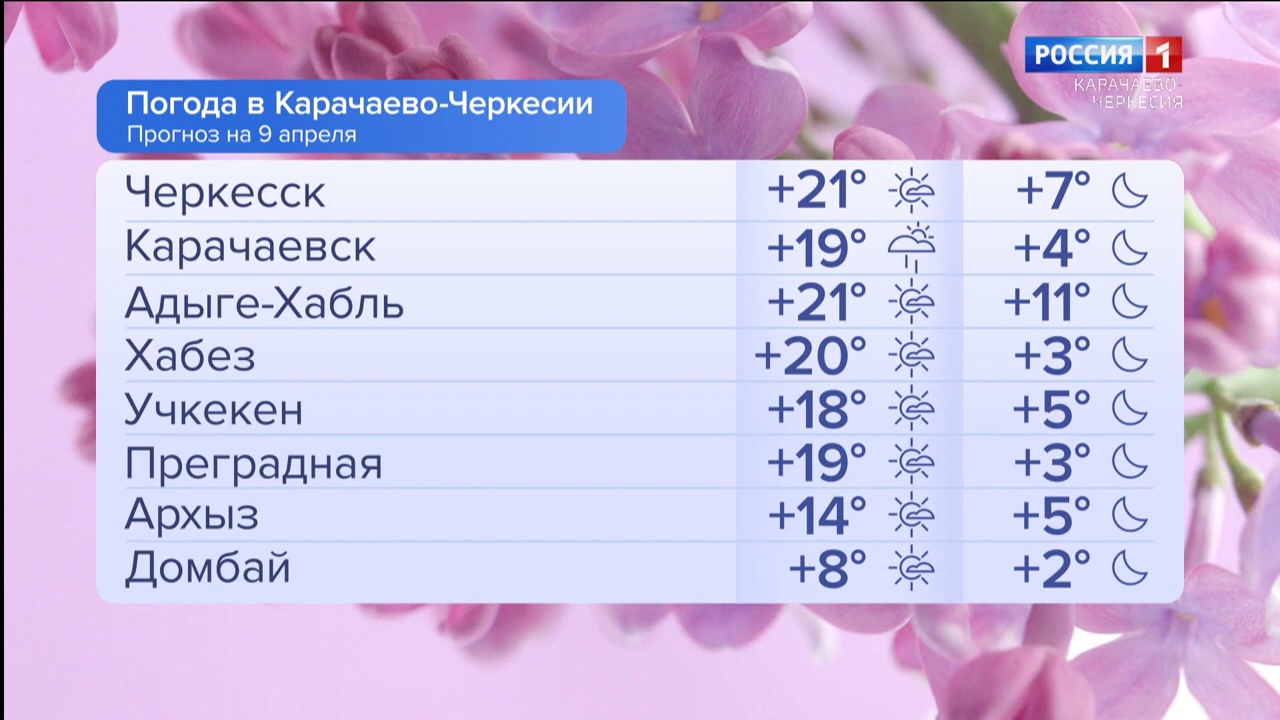 РОССИЯ 1
КАРАЧАЕВО-
ЧЕРКЕСИЯ
Погода в Карачаево-Черкесии
Прогноз на 9 апреля
Черкесск +21° +7°
Карачаевск +19° +4°
Адыге-Хабль +21° +11°
Хабез +20° +3°
Учкекен +18° +5°
Преградная +19° +3°
Архыз +14° +5°
Домбай +8° +2°